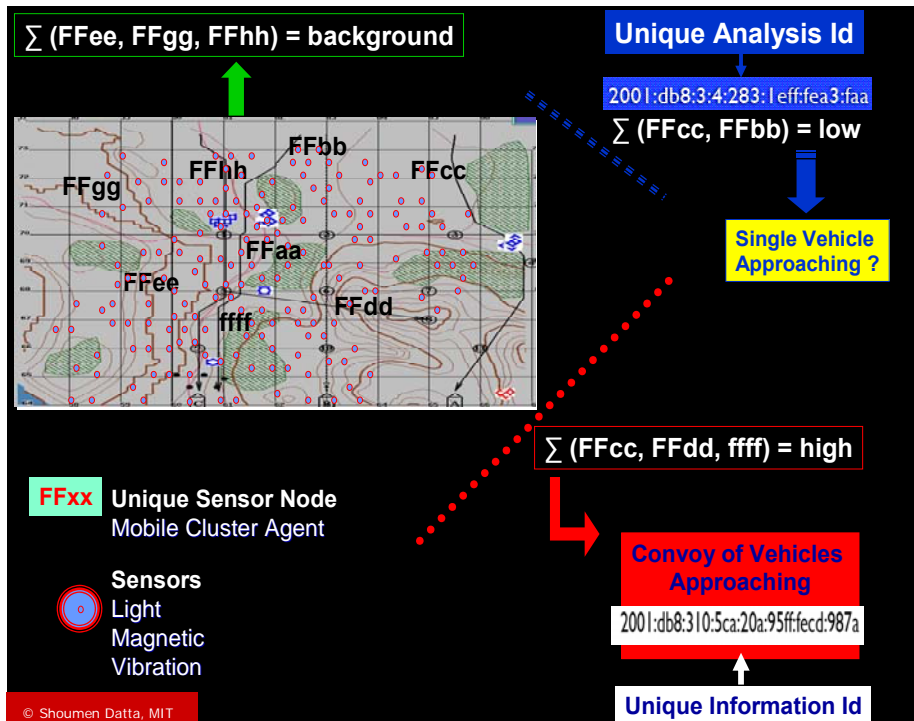 ∑ (FFee, FFgg, FFhh) = background
Unique Analysis Id
2001:db8:3:4:283:1eff:fea3:faa
∑ (FFcc, FFbb) = low
FFbb
FFhh
FFcc
FFgg
Single Vehicle
Approaching ?
FFaa
FFee
FFdd
ffff
∑ (FFcc, FFdd, ffff) = high
FFxx
Unique Sensor Node
Mobile Cluster Agent
Convoy of Vehicles
Approaching
Sensors
Light
Magnetic
Vibration
2001:db8:310:5ca:20a:95ff:fecd:987a
Unique Information Id
© Shoumen Datta, MIT